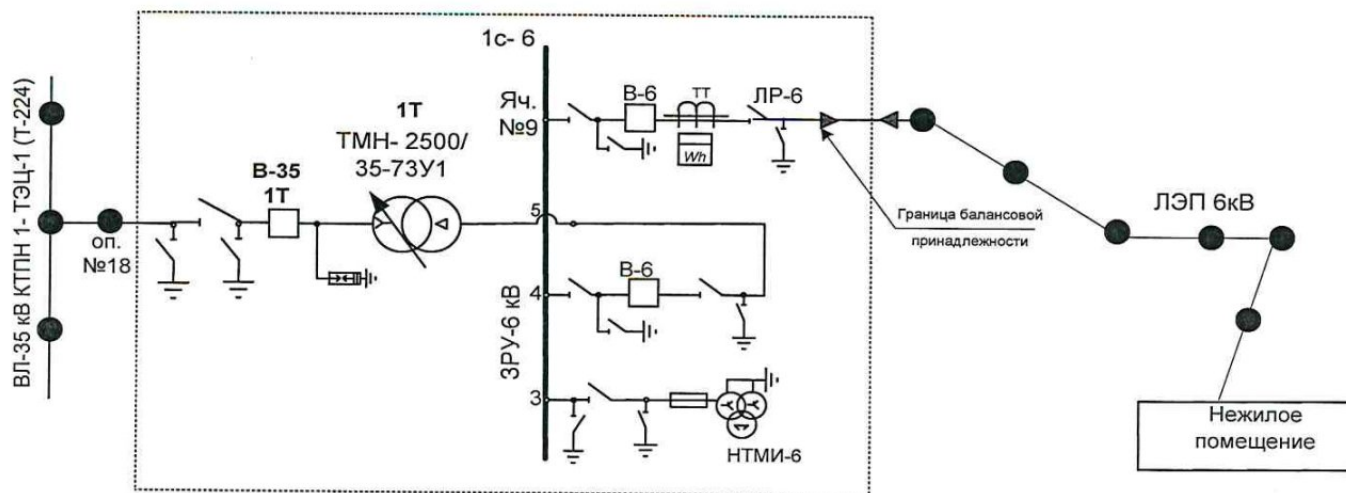 ВЛ-35 кВ КТПН 1- ТЭЦ-1 (Т-224)
оп.
№18
В-35
1Т
1Т
ТМН- 2500/
35-73У1
1с- 6
Яч.
№9
В-6
ТТ
Wh
ЛР-6
Граница балансовой
принадлежности
ЛЭП 6кВ
5
4
В-6
ЗРУ-6 кВ
3
НТМИ-6
Нежилое
помещение